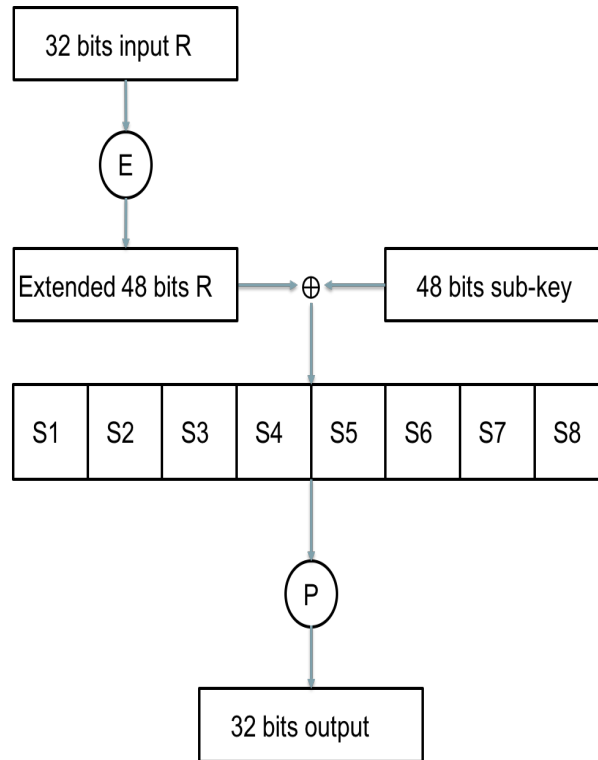 32 bits input R
E
Extended 48 bits R
48 bits sub-key
S1 S2 S3 S4 S5 S6 S7 S8
P
32 bits output